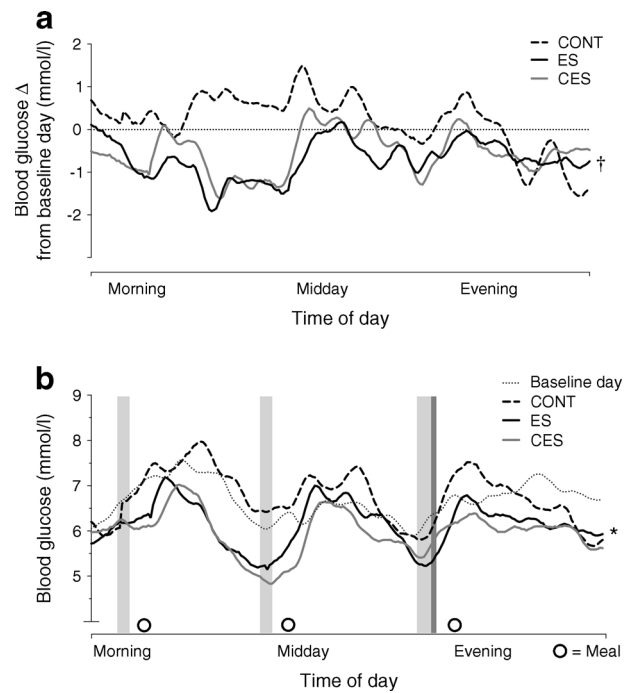 a
Blood glucose Δ
from baseline day (mmol/l)
2
1
0
-1
-2
CONT
ES
CES
†
Morning
Midday
Evening
Time of day
b
Blood glucose (mmol/l)
9
8
7
6
5
4
Baseline day
CONT
ES
CES
*
Morning
Midday
Evening
= Meal
Time of day